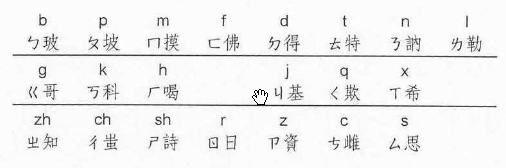 b p m f d t n l
ㄅ玻 ㄆ坡 ㄇ摸 ㄈ佛 ㄉ得 ㄊ特 ㄋ訥 ㄌ勒
g k h j q x
ㄍ哥 ㄎ科 ㄏ喝 ㄐ基 ㄑ欺 ㄒ希
zh ch sh r z c s
ㄓ知 ㄔ蚩 ㄕ詩 ㄖ日 ㄗ資 ㄘ雌 ㄙ思